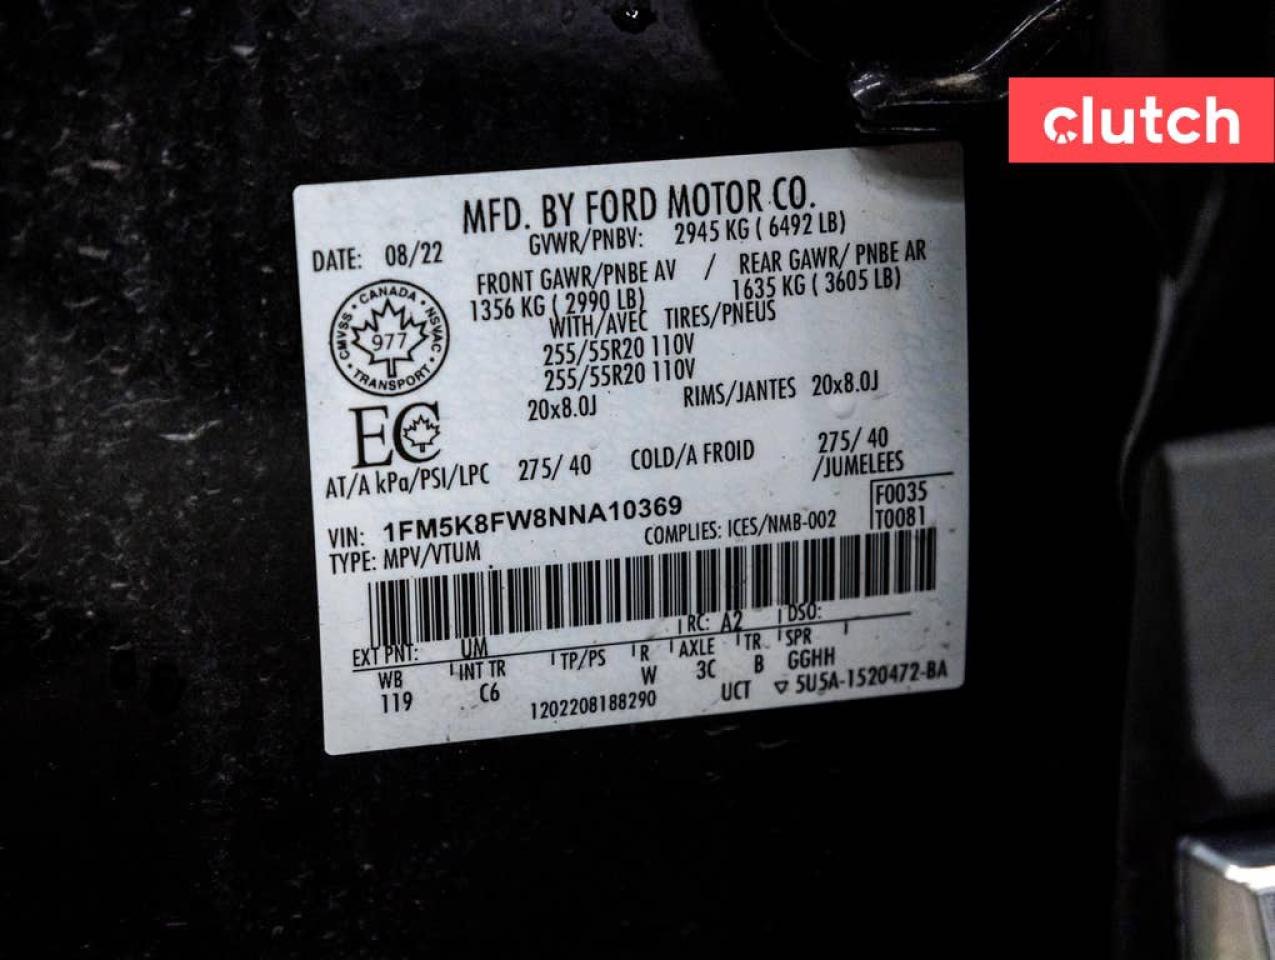 clutch
MFD. BY FORD MOTOR CO.
DATE: 08/22 GVWR/PNBV: 2945 KG ( 6492 LB)
FRONT GAWR/PNBE AV / REAR GAWR/ PNBE AR
1356 KG ( 2990 LB) 1635 KG ( 3605 LB)
WITH/AVEC TIRES/PNEUS
255/55R20 110V
255/55R20 110V
20x8.0J RIMS/JANTES 20x8.0J
CANADA
CMVSS 977 NSVAC
TRANSPORT
EC
AT/A kPa/PSI/LPC 275/ 40 COLD/A FROID 275/ 40
/JUMELEES
VIN: 1FM5K8FW8NNA10369 F0035
TYPE: MPV/VTUM COMPLIES: ICES/NMB-002 T0081
EXT PNT: UM RC: A2 DSO:
WB INT TR TP/PS R AXLE TR SPR
119 C6 W 3C B GGHH
1202208188290 UCT 5U5A-1520472-BA